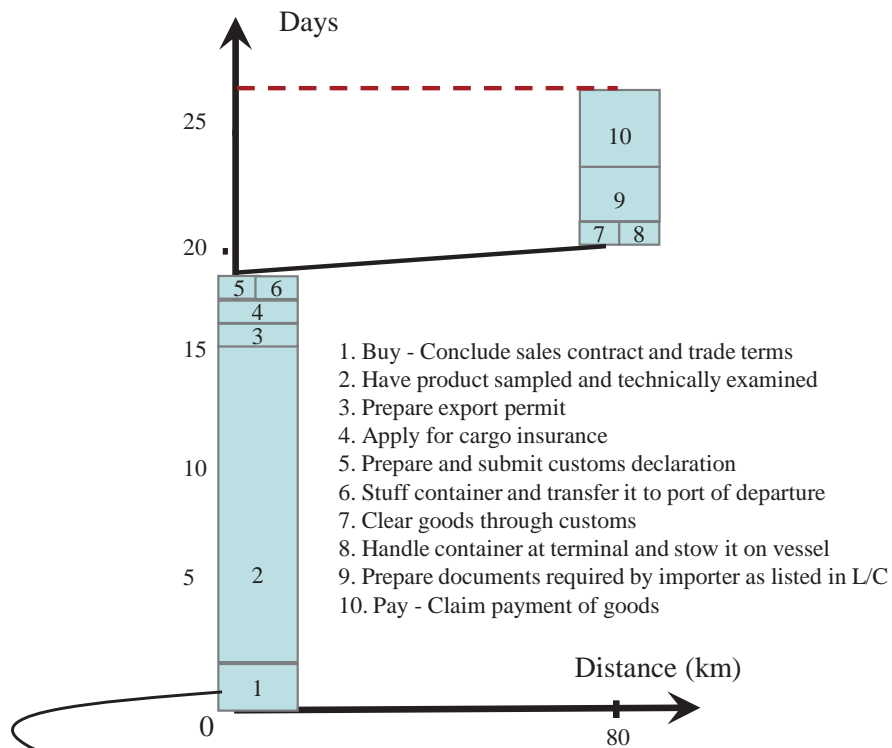 Days
25
10
9
7 8
20
5 6
4
3
15
1. Buy - Conclude sales contract and trade terms
2. Have product sampled and technically examined
3. Prepare export permit
4. Apply for cargo insurance
10
5. Prepare and submit customs declaration
6. Stuff container and transfer it to port of departure
7. Clear goods through customs
8. Handle container at terminal and stow it on vessel
5
2
9. Prepare documents required by importer as listed in L/C
10. Pay - Claim payment of goods
Distance (km)
1
0
80